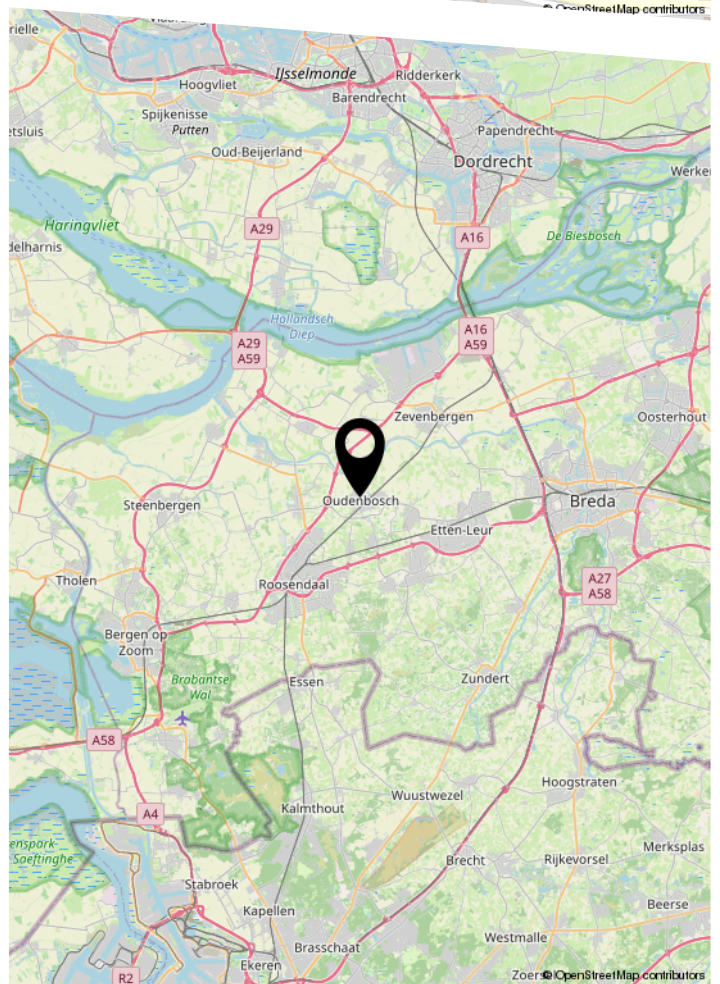 © OpenStreetMap contributors
IJsselmonde
Ridderkerk
Hoogvliet
Barendrecht
Spijkenisse
Putten
Papendrecht
Oud-Beijerland
Dordrecht
Haringvliet
A29
A16
De Biesbosch
Hollandsch
Diep
A16
A59
A29
A59
Zevenbergen
Oosterhout
Oudenbosch
Steenbergen
Breda
Etten-Leur
Tholen
Roosendaal
A27
A58
Bergen op
Zoom
Brabantse
Wal
Essen
Zundert
A58
Hoogstraten
Wuustwezel
Kalmthout
A4
Saeftinghe
Brecht
Rijkevorsel
Merksplas
Stabroek
Kapellen
Beerse
Westmalle
Brasschaat
Ekeren
R2
© OpenStreetMap contributors